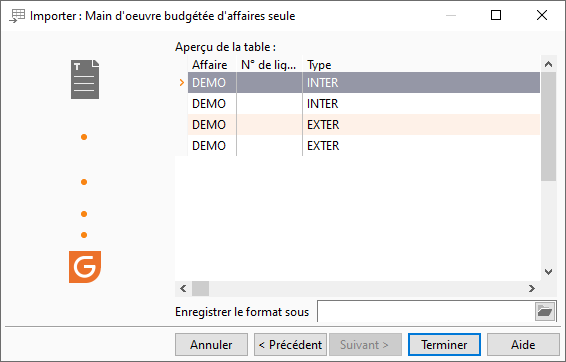 Importer : Main d'oeuvre budgétée d'affaires seule
Aperçu de la table :
Affaire N° de lig... Type
DEMO INTER
DEMO INTER
DEMO EXTER
DEMO EXTER
Enregistrer le format sous
Annuler < Précédent Suivant > Terminer Aide